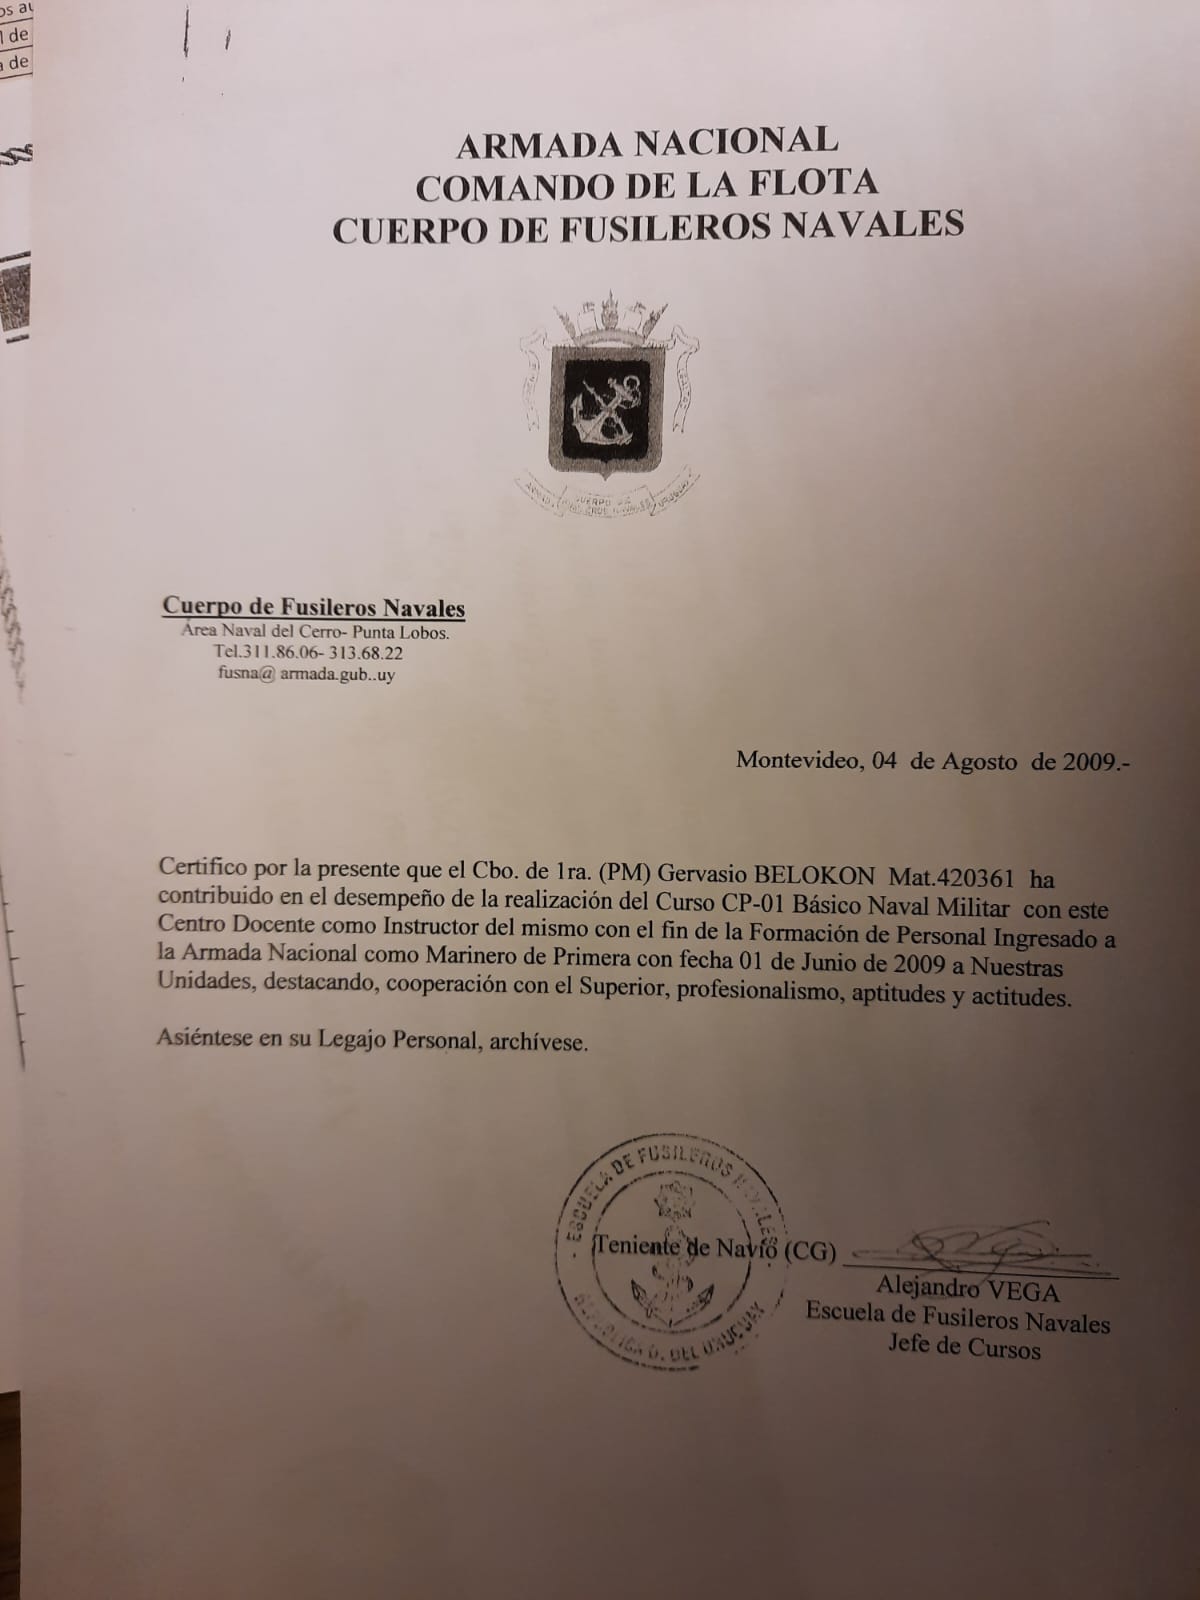 os au
l de
a de
ARMADA NACIONAL
COMANDO DE LA FLOTA
CUERPO DE FUSILEROS NAVALES
CUERPO DE
URUGUAY
Cuerpo de Fusileros Navales
Área Naval del Cerro- Punta Lobos.
Tel.311.86.06- 313.68.22
fusna@ armada.gub..uy
Montevideo, 04 de Agosto de 2009.-
Certifico por la presente que el Cbo. de 1ra. (PM) Gervasio BELOKON Mat.420361 ha
contribuido en el desempeño de la realización del Curso CP-01 Básico Naval Militar con este
Centro Docente como Instructor del mismo con el fin de la Formación de Personal Ingresado a
la Armada Nacional como Marinero de Primera con fecha 01 de Junio de 2009 a Nuestras
Unidades, destacando, cooperación con el Superior, profesionalismo, aptitudes y actitudes.
Asiéntese en su Legajo Personal, archívese.
ESCUELA DE FUSILEROS NAVALES
Teniente de Navío (CG)
O. DEL URUGUAY
Alejandro VEGA
Escuela de Fusileros Navales
Jefe de Cursos